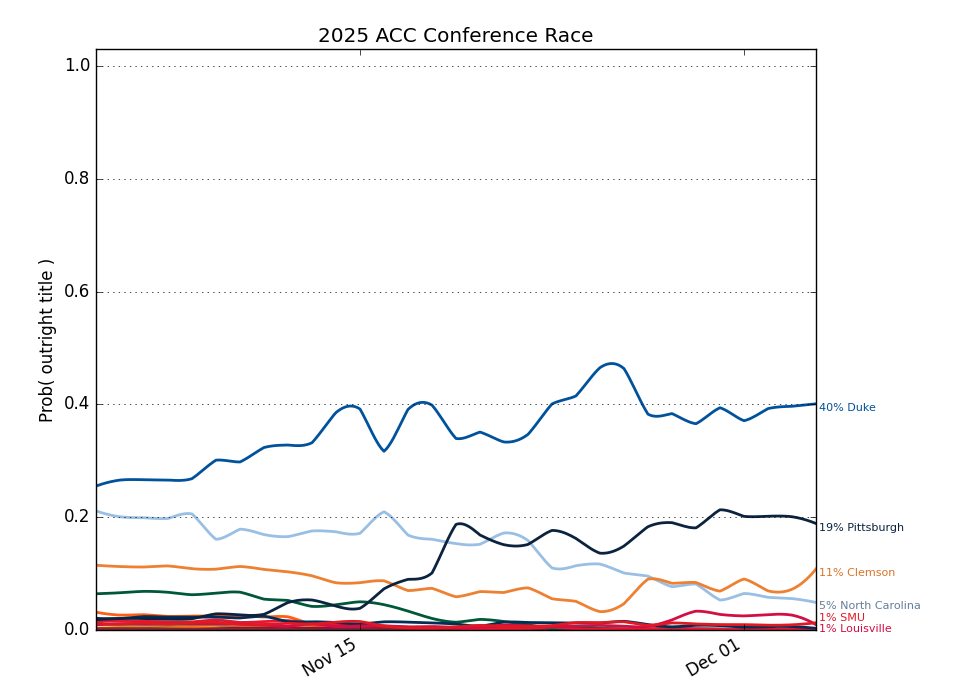 2025 ACC Conference Race
Prob( outright title )
1.0
0.8
0.6
0.4
0.2
0.0
Nov 15
Dec 01
40% Duke
19% Pittsburgh
11% Clemson
5% North Carolina
1% SMU
1% Louisville